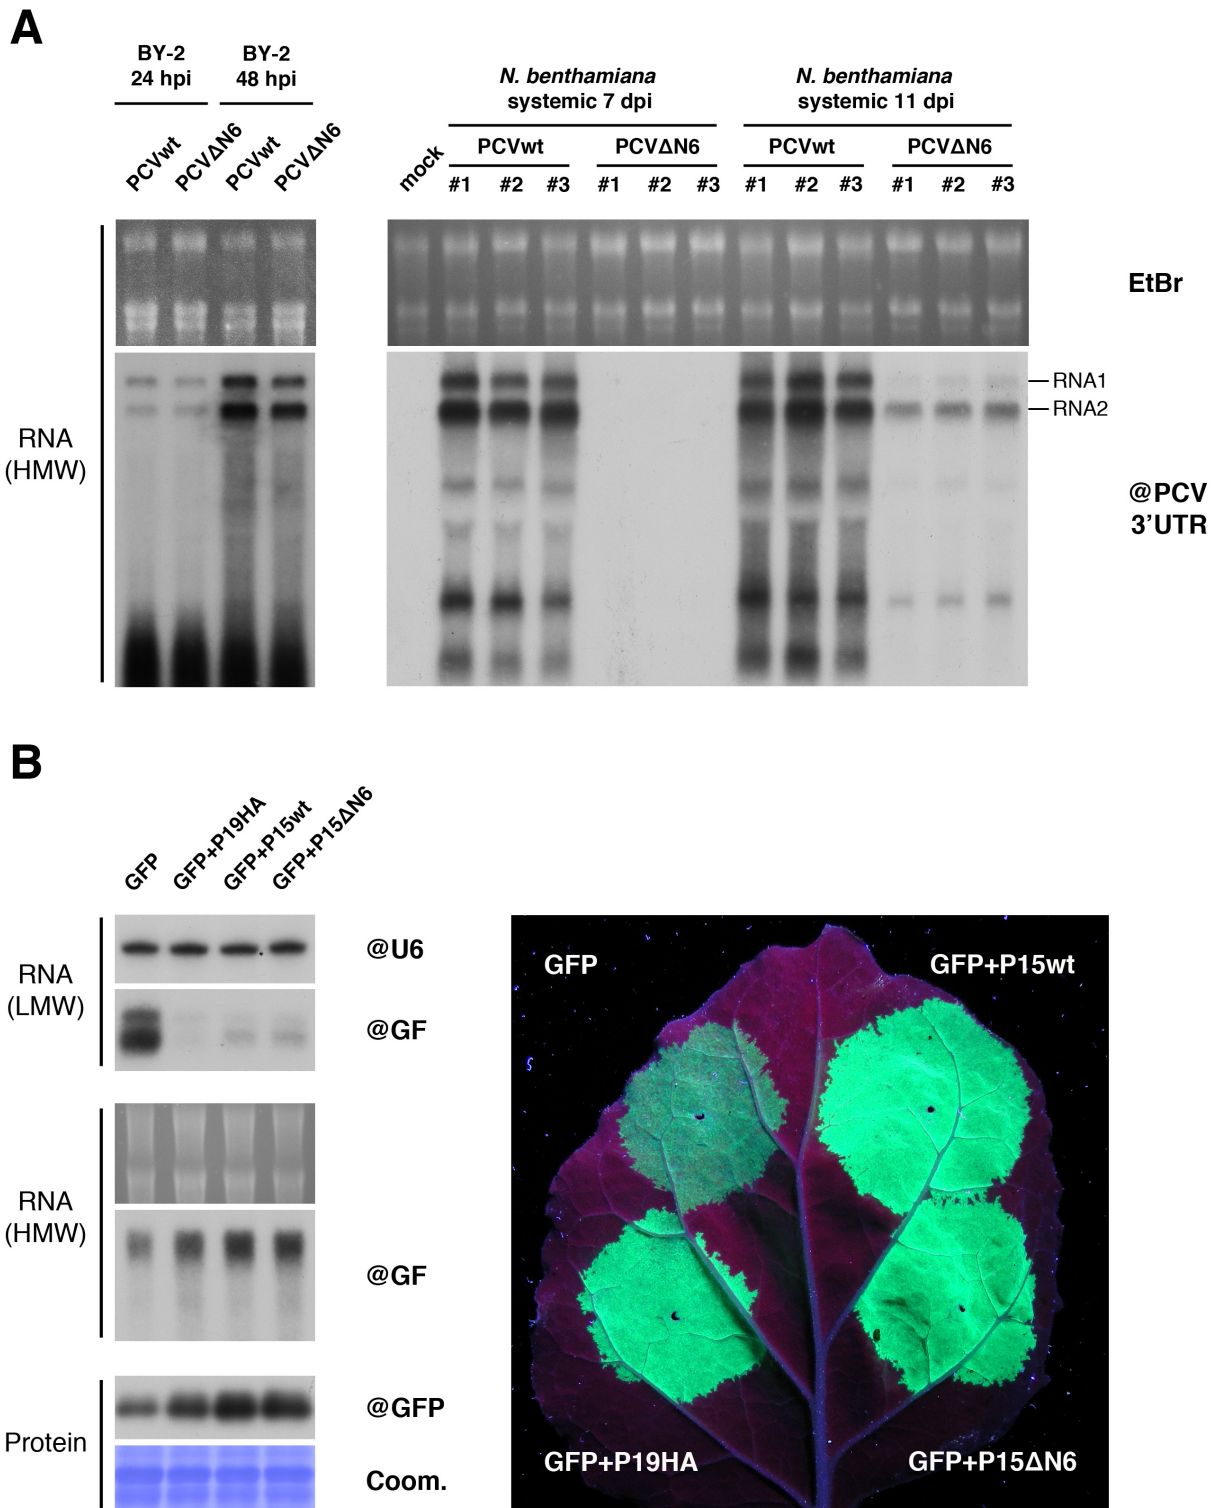 A
BY-2
24 hpi
BY-2
48 hpi
N. benthamiana
systemic 7 dpi
N. benthamiana
systemic 11 dpi
PCVwt
PCVΔN6
PCVwt
PCVΔN6
mock
PCVwt
PCVΔN6
PCVwt
PCVΔN6
#1
#2
#3
#1
#2
#3
#1
#2
#3
#1
#2
#3
EtBr
RNA1
RNA2
RNA
(HMW)
@PCV
3’UTR
B
GFP
GFP+P19HA
GFP+P15wt
GFP+P15ΔN6
RNA
(LMW)
@U6
@GF
RNA
(HMW)
@GF
Protein
@GFP
Coom.
GFP
GFP+P15wt
GFP+P19HA
GFP+P15ΔN6